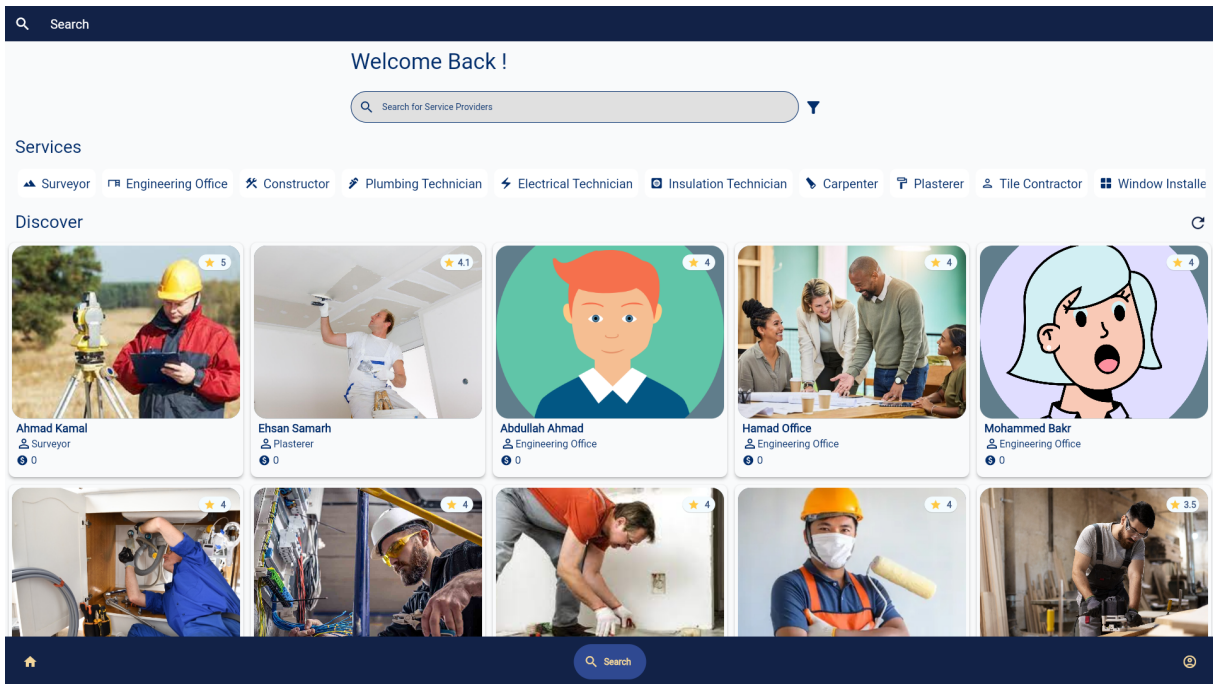 Search
Welcome Back !
Search for Service Providers
Services
Surveyor
Engineering Office
Constructor
Plumbing Technician
Electrical Technician
Insulation Technician
Carpenter
Plasterer
Tile Contractor
Window Installe
Discover
5
4.1
4
4
4
Ahmad Kamal
Surveyor
0
Ehsan Samarh
Plasterer
0
Abdullah Ahmad
Engineering Office
0
Hamad Office
Engineering Office
0
Mohammed Bakr
Engineering Office
0
4
4
4
4
3.5
Search